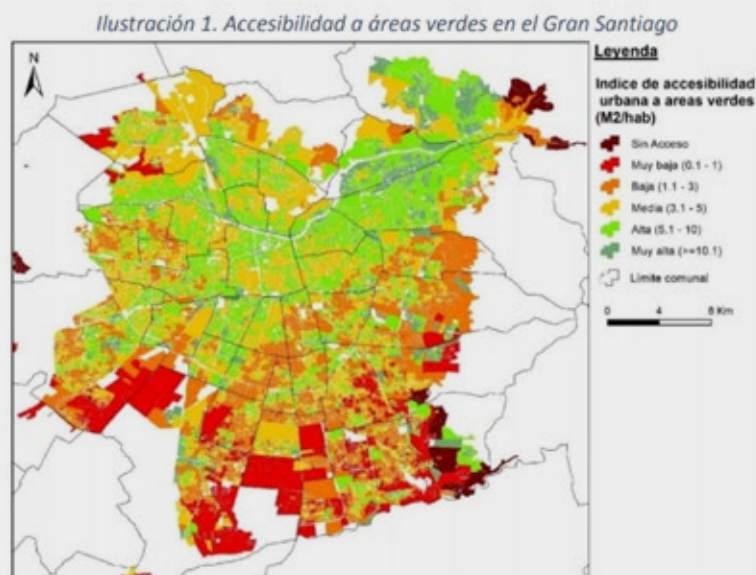 Ilustración 1. Accesibilidad a áreas verdes en el Gran Santiago
N
Leyenda
Indice de accesibilidad
urbana a areas verdes
(M2/hab)
Sin Acceso
Muy baja (0.1 - 1)
Baja (1.1 - 3)
Media (3.1 - 5)
Alta (5.1 - 10)
Muy alta (>=10.1)
Limite comunal
0 4 8 Km